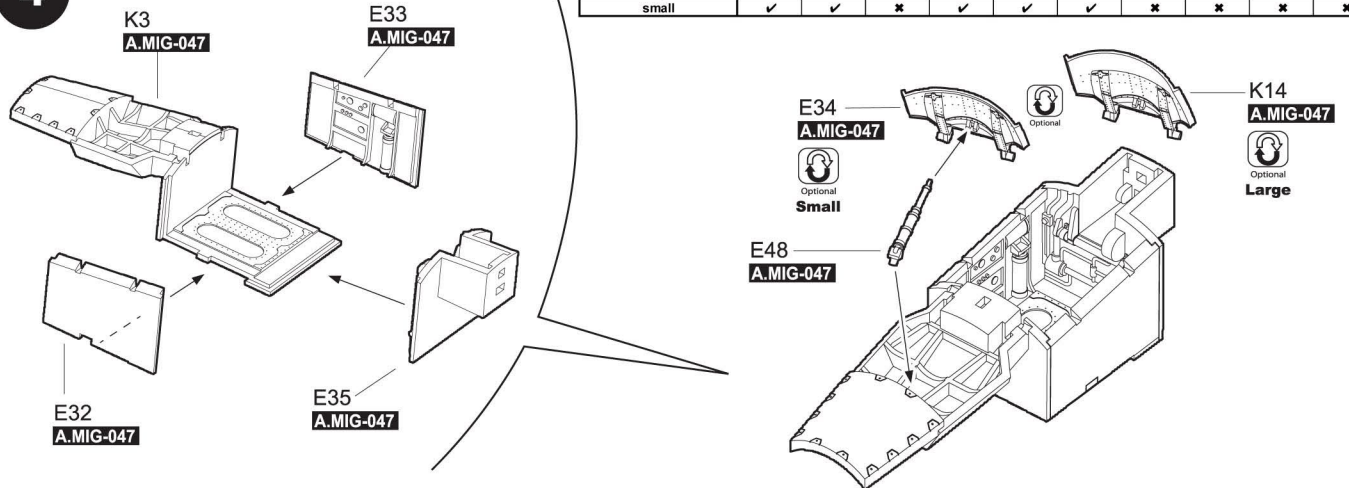 4
small ✓ ✓ ✖ ✓ ✓ ✓ ✖ ✖ ✖ ✖
K3
A.MIG-047
E33
A.MIG-047
E32
A.MIG-047
E35
A.MIG-047
E34
A.MIG-047
Optional
Small
Optional
K14
A.MIG-047
Optional
Large
E48
A.MIG-047